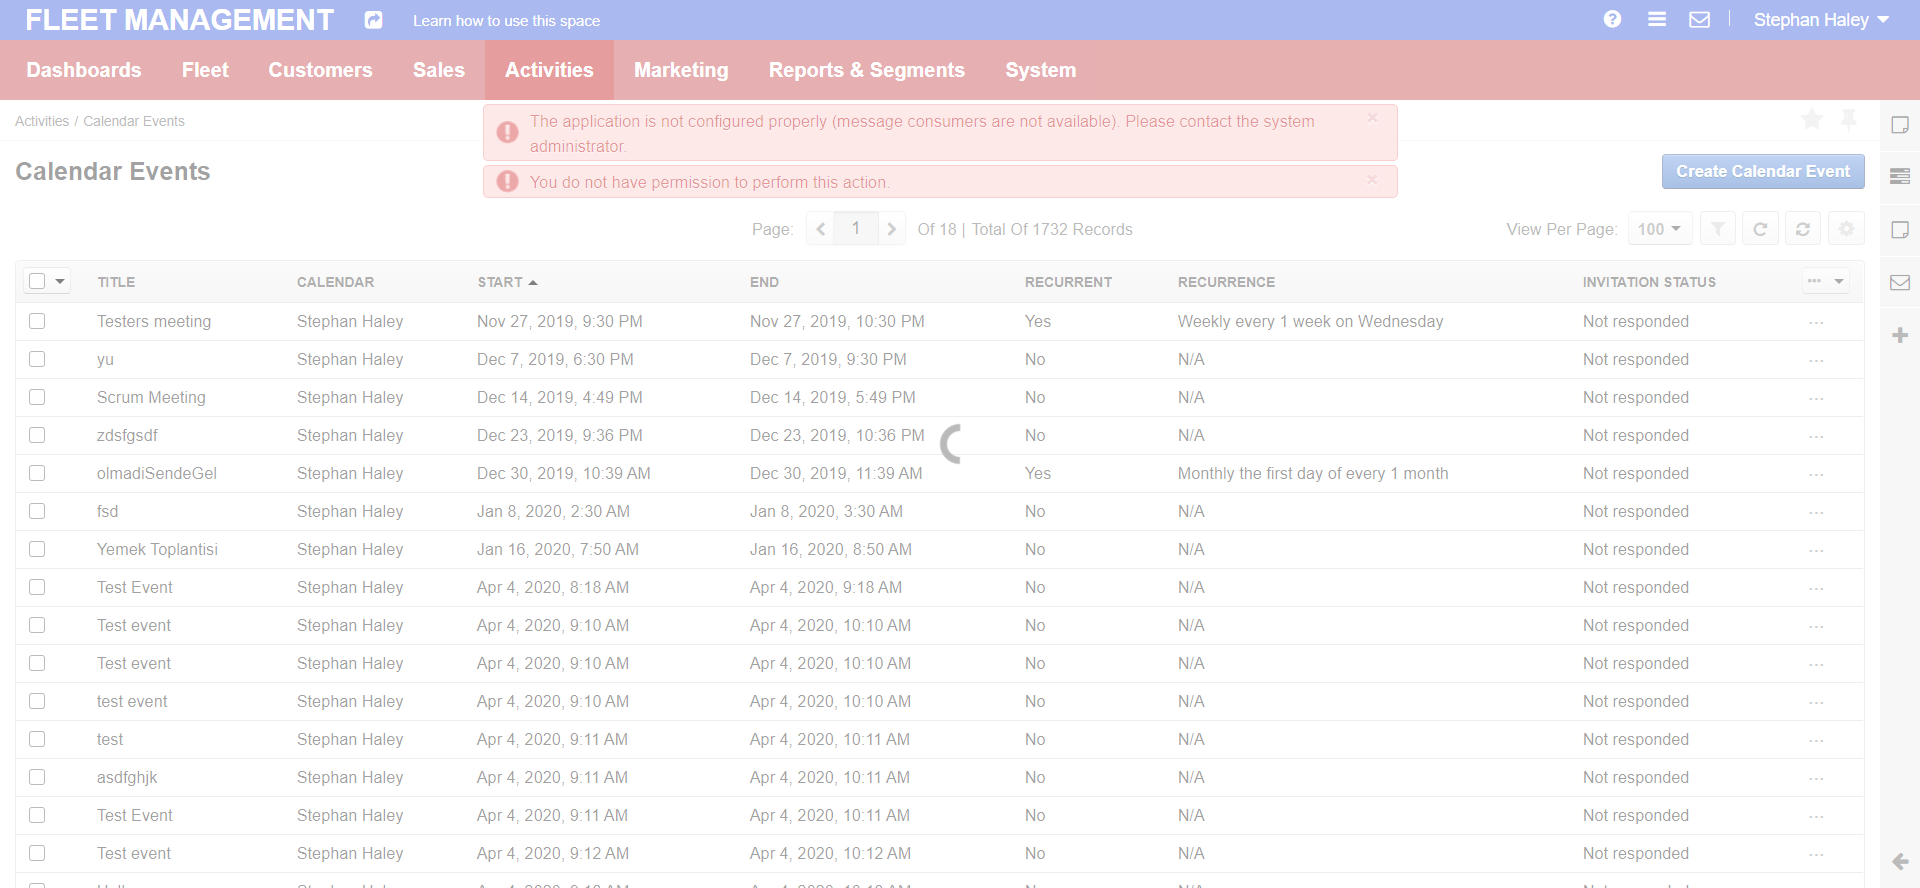 FLEET MANAGEMENT Learn how to use this space Stephan Haley
Dashboards Fleet Customers Sales Activities Marketing Reports & Segments System
Activities / Calendar Events
The application is not configured properly (message consumers are not available). Please contact the system
administrator.
Calendar Events
You do not have permission to perform this action.
Create Calendar Event
Page: 1 Of 18 | Total Of 1732 Records View Per Page: 100
TITLE CALENDAR START END RECURRENT RECURRENCE INVITATION STATUS
Testers meeting Stephan Haley Nov 27, 2019, 9:30 PM Nov 27, 2019, 10:30 PM Yes Weekly every 1 week on Wednesday Not responded
yu Stephan Haley Dec 7, 2019, 6:30 PM Dec 7, 2019, 9:30 PM No N/A Not responded
Scrum Meeting Stephan Haley Dec 14, 2019, 4:49 PM Dec 14, 2019, 5:49 PM No N/A Not responded
zdsfgsdf Stephan Haley Dec 23, 2019, 9:36 PM Dec 23, 2019, 10:36 PM No N/A Not responded
olmadiSendeGel Stephan Haley Dec 30, 2019, 10:39 AM Dec 30, 2019, 11:39 AM Yes Monthly the first day of every 1 month Not responded
fsd Stephan Haley Jan 8, 2020, 2:30 AM Jan 8, 2020, 3:30 AM No N/A Not responded
Yemek Toplantisi Stephan Haley Jan 16, 2020, 7:50 AM Jan 16, 2020, 8:50 AM No N/A Not responded
Test Event Stephan Haley Apr 4, 2020, 8:18 AM Apr 4, 2020, 9:18 AM No N/A Not responded
Test event Stephan Haley Apr 4, 2020, 9:10 AM Apr 4, 2020, 10:10 AM No N/A Not responded
Test event Stephan Haley Apr 4, 2020, 9:10 AM Apr 4, 2020, 10:10 AM No N/A Not responded
test event Stephan Haley Apr 4, 2020, 9:10 AM Apr 4, 2020, 10:10 AM No N/A Not responded
test Stephan Haley Apr 4, 2020, 9:11 AM Apr 4, 2020, 10:11 AM No N/A Not responded
asdfghjk Stephan Haley Apr 4, 2020, 9:11 AM Apr 4, 2020, 10:11 AM No N/A Not responded
Test Event Stephan Haley Apr 4, 2020, 9:11 AM Apr 4, 2020, 10:11 AM No N/A Not responded
Test event Stephan Haley Apr 4, 2020, 9:12 AM Apr 4, 2020, 10:12 AM No N/A Not responded